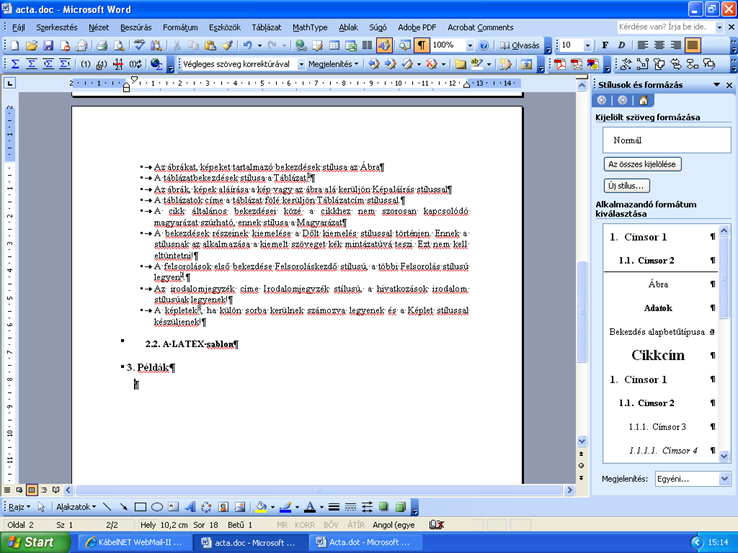 acta.doc - Microsoft Word
Fájl Szerkesztés Nézet Beszúrás Formátum Eszközök Táblázat MathType Ablak Súgó Adobe PDF Acrobat Comments
Kérdése van? Írja be ide.
100% Olvasás 10 F D
Végleges szöveg korrektúrával Megjelenítés
Stílusok és formázás
Kijelölt szöveg formázása
Normál
Az összes kijelölése
Új stílus...
Alkalmazandó formátum
kiválasztása
1. Címsor 1 ¶
1.1. Címsor 2 ¶
Ábra ¶
Adatok ¶
Bekezdés alapbetűtípusa a
Cikkcím ¶
1. Címsor 1 ¶
1.1. Címsor 2 ¶
1.1.1. Címsor 3 ¶
1.1.1.1. Címsor 4 ¶
Megjelenítés: Egyéni...
Az ábrákat, képeket tartalmazó bekezdések stílusa az Ábra¶
A táblázatbekezdések stílusa a Táblázat¶
Az ábrák, képek aláírása a kép vagy az ábra alá kerüljön Képaláírás stílussal¶
A táblázatok címe a táblázat fölé kerüljön Táblázatcím stílussal.¶
A cikk általános bekezdései közé a cikkhez nem szorosan kapcsolódó
magyarázat szúrható, ennek stílusa a Magyarázat¶
A bekezdések részeinek kiemelése a Dőlt kiemelés stílussal történjen. Ennek a
stílusnak az alkalmazása a kiemelt szöveget kék mintázatúvá teszi. Ezt nem kell
eltüntetni!¶
A felsorolások első bekezdése Felsoroláskezdő stílusú, a többi Felsorolás stílusú
legyen.¶
Az irodalomjegyzék címe Irodalomjegyzék stílusú, a hivatkozások irodalom
stílusúak legyenek!¶
A képletek, ha külön sorba kerülnek számozva legyenek és a Képlet stílussal
készüljenek!¶
2.2. A LATEX sablon¶
3. Példák¶
¶
Rajz Alakzatok
Oldal 2 Sz 1 2/2 Hely 10,2 cm Sor 18 Betű 1 MR KORR BŐV ÁTÍR Angol (egye
Start KábelNET WebMail-II ... acta.doc - Microsoft ... Acta.dot - Microsoft ... 15:14